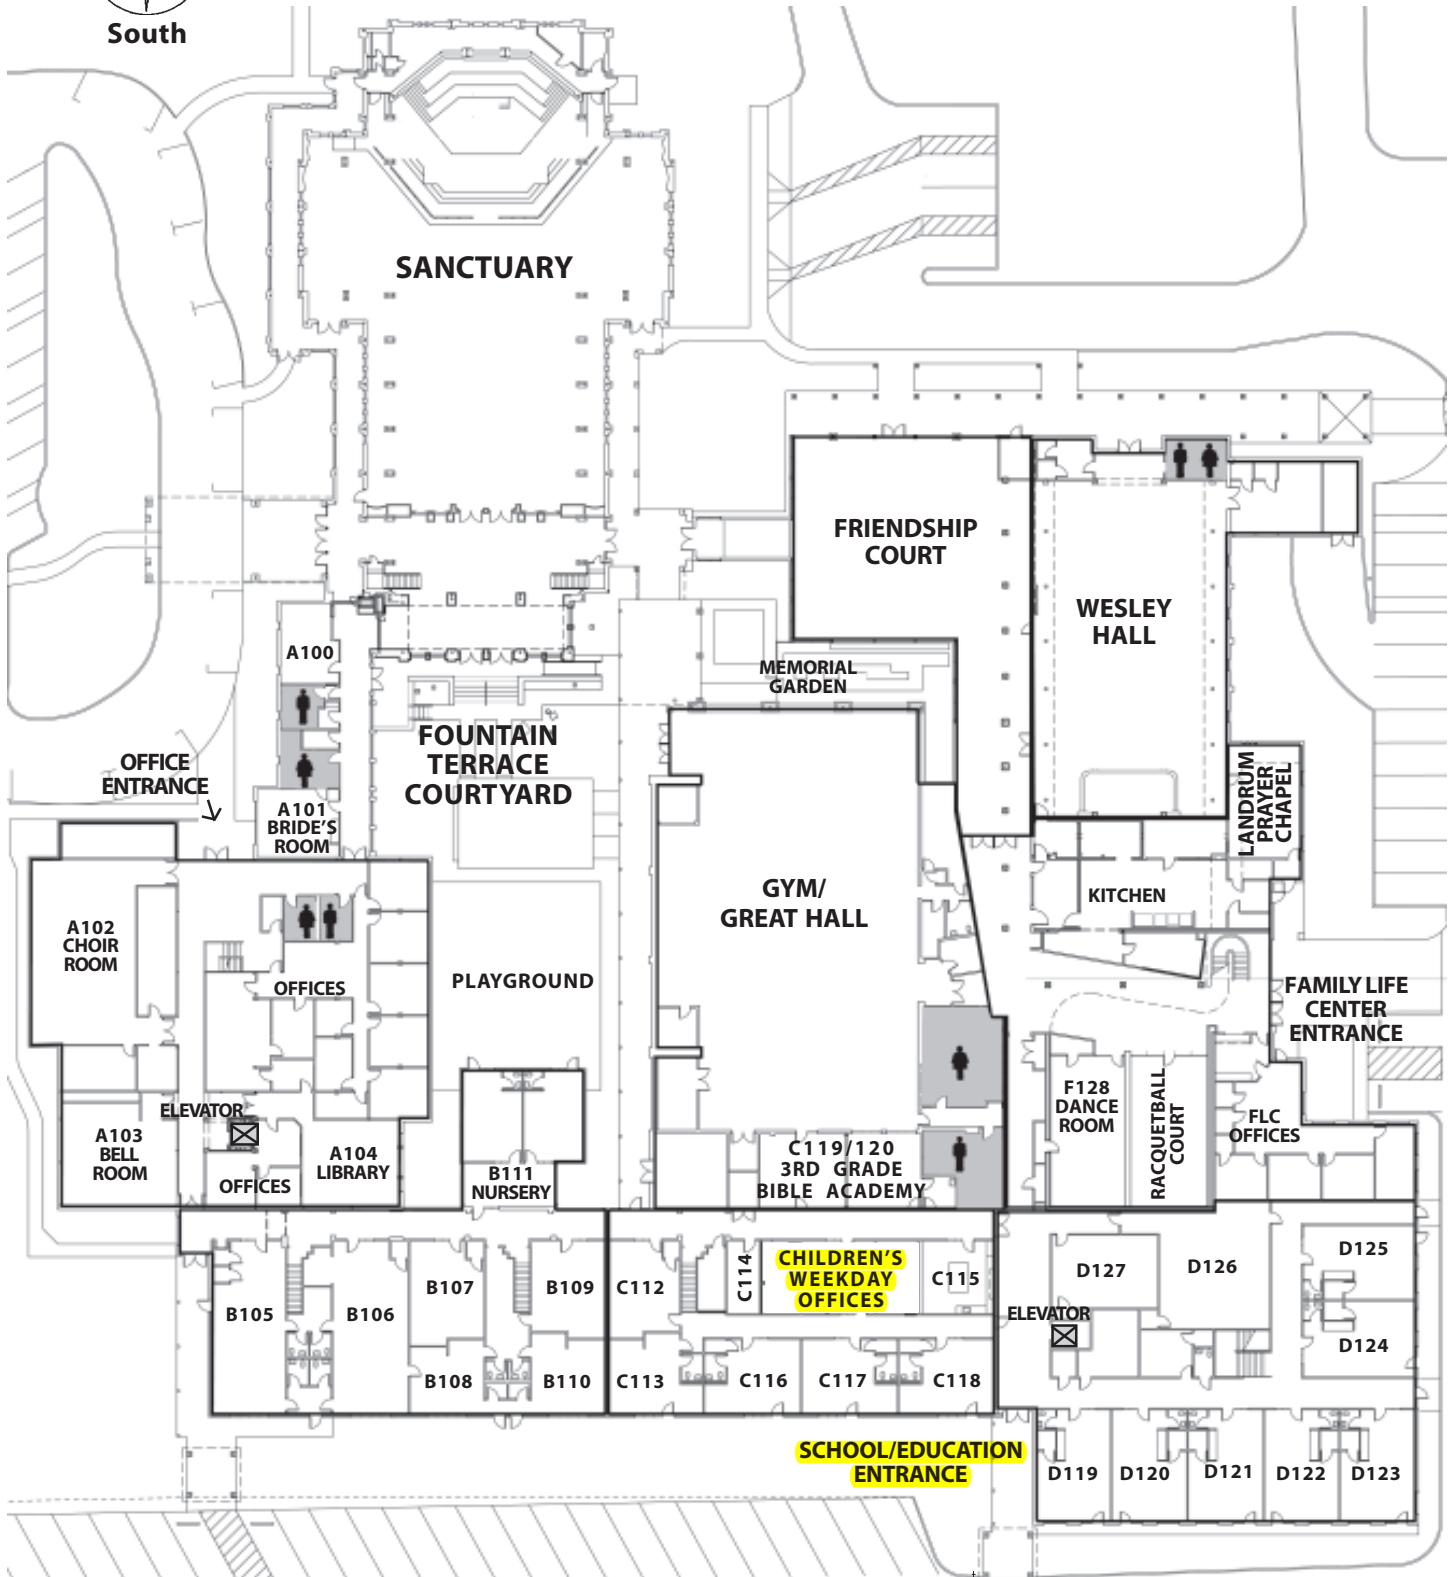 South
SANCTUARY
FRIENDSHIP
COURT
WESLEY
HALL
A100
MEMORIAL
GARDEN
FOUNTAIN
TERRACE
COURTYARD
OFFICE
ENTRANCE
A101
BRIDE'S
ROOM
LANDRUM
PRAYER
CHAPEL
GYM/
GREAT HALL
KITCHEN
A102
CHOIR
ROOM
OFFICES
PLAYGROUND
FAMILY LIFE
CENTER
ENTRANCE
F128
DANCE
ROOM
RACQUETBALL
COURT
FLC
OFFICES
ELEVATOR
A103
BELL
ROOM
A104
LIBRARY
OFFICES
B111
NURSERY
C119/120
3RD GRADE
BIBLE ACADEMY
B105
B106
B107
B109
B108
B110
C112
C114
CHILDREN'S
WEEKDAY
OFFICES
C115
C113
C116
C117
C118
D127
D126
D125
ELEVATOR
D124
SCHOOL/EDUCATION
ENTRANCE
D119
D120
D121
D122
D123